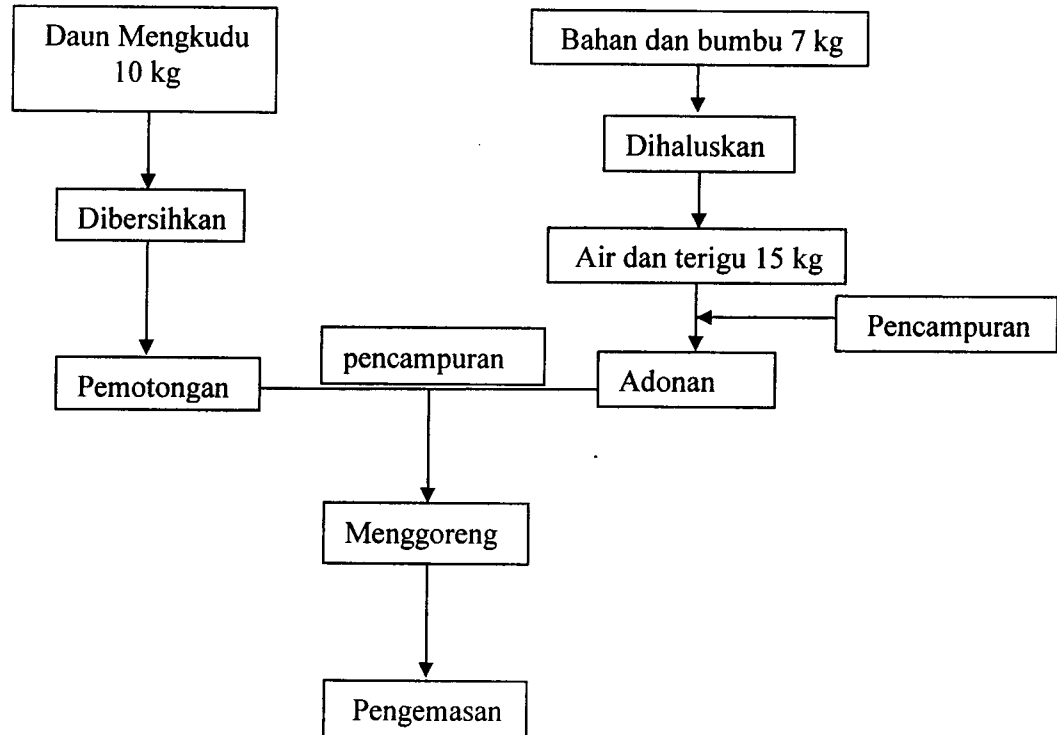 Daun Mengkudu
10 kg
Bahan dan bumbu 7 kg
Dihaluskan
Dibersihkan
Air dan terigu 15 kg
Pencampuran
pencampuran
Pemotongan
Adonan
Menggoreng
Pengemasan